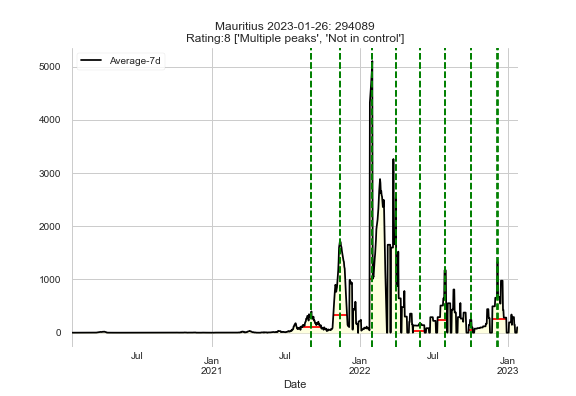 Mauritius 2023-01-26: 294089
Rating:8 ['Multiple peaks', 'Not in control']
Average-7d
5000
4000
3000
2000
1000
0
Jul
Jan
2021
Jul
Jan
2022
Jul
Jan
2023
Date